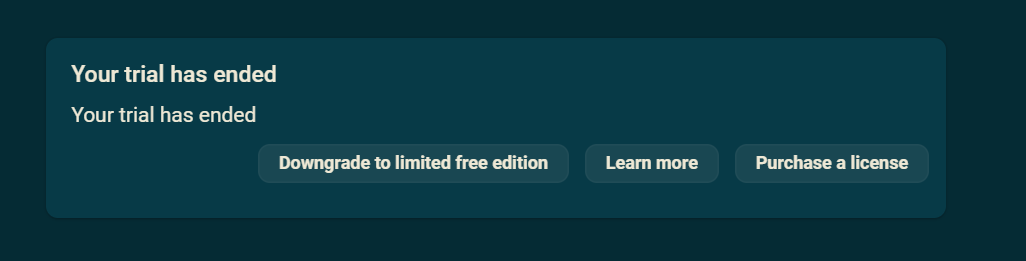 Your trial has ended
Your trial has ended
Downgrade to limited free edition Learn more Purchase a license